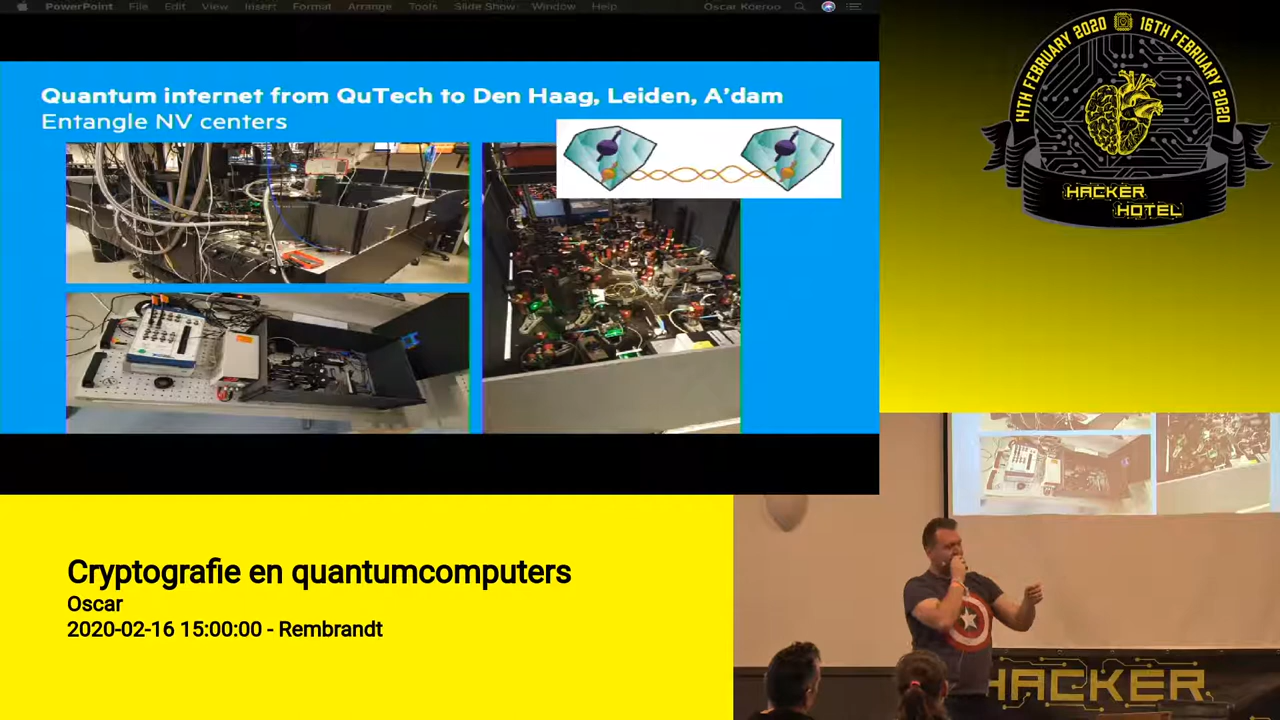 PowerPoint File Edit View Insert Format Arrange Tools Slide Show Window Help Oscar Koeroo
Quantum internet from QuTech to Den Haag, Leiden, A'dam
Entangle NV centers
14TH FEBRUARY 2020 16TH FEBRUARY 2020
HACKER
HOTEL
Cryptografie en quantumcomputers
Oscar
2020-02-16 15:00:00 - Rembrandt
HACKER